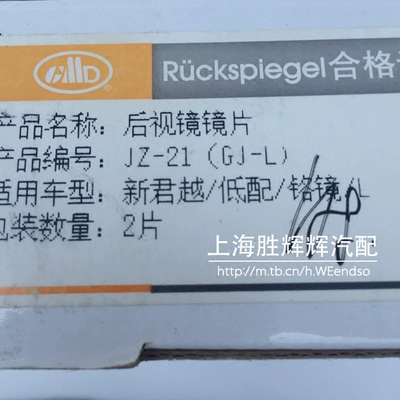 AMD
Rückspiegel合格
产品名称: 后视镜镜片
产品编号: JZ-21 (GJ-L)
适用车型: 新君越/低配/铬镜/L
包装数量: 2片
上海胜辉辉汽配
http://m.tb.cn/h.WEendso